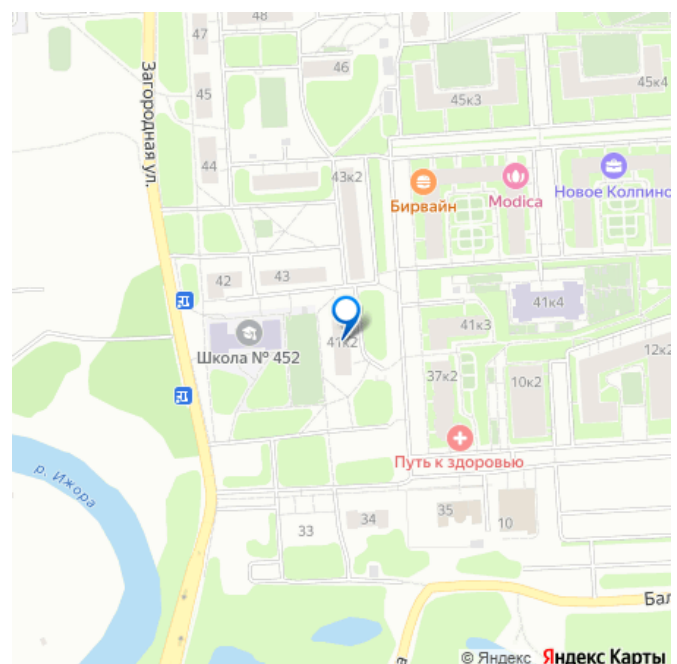 48
47
46
45к4
45
45к3
Загородная ул.
44
43к2
Бирвайн
Modica
Новое Колпино
42
43
41к4
41к3
41к2
Школа № 452
12к2
37к2
10к2
Путь к здоровью
р. Ижора
33
34
35
10
Бал
в
© Яндекс Яндекс Карты